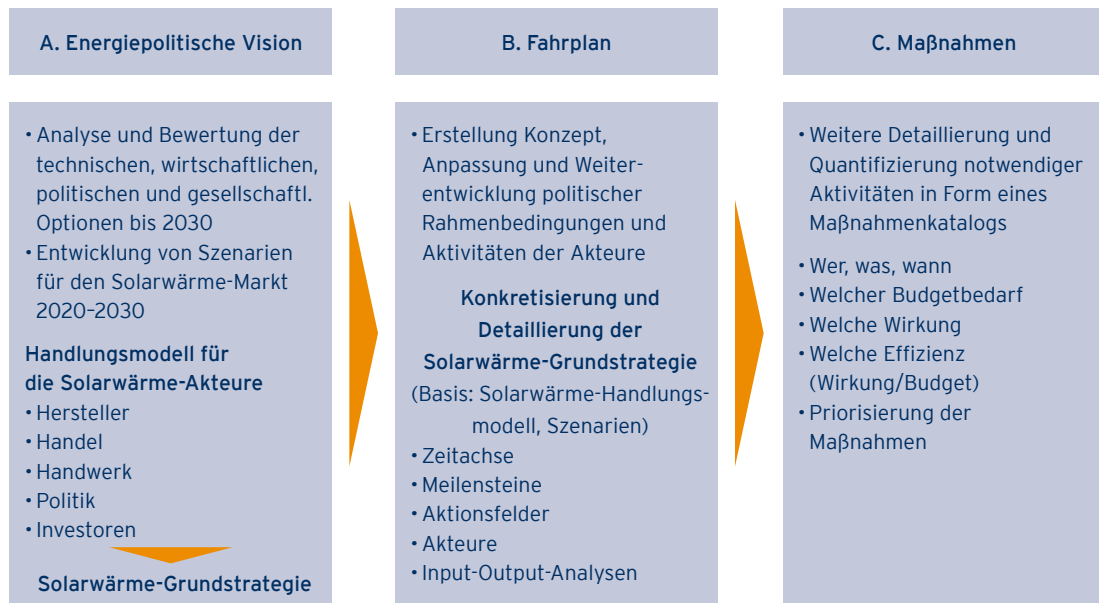 A. Energiepolitische Vision
• Analyse und Bewertung der
technischen, wirtschaftlichen,
politischen und gesellschaftl.
Optionen bis 2030
• Entwicklung von Szenarien
für den Solarwärme-Markt
2020–2030
Handlungsmodell für
die Solarwärme-Akteure
• Hersteller
• Handel
• Handwerk
• Politik
• Investoren
Solarwärme-Grundstrategie
B. Fahrplan
• Erstellung Konzept,
Anpassung und Weiter-
entwicklung politischer
Rahmenbedingungen und
Aktivitäten der Akteure
Konkretisierung und
Detaillierung der
Solarwärme-Grundstrategie
(Basis: Solarwärme-Handlungs-
modell, Szenarien)
• Zeitachse
• Meilensteine
• Aktionsfelder
• Akteure
• Input-Output-Analysen
C. Maßnahmen
• Weitere Detaillierung und
Quantifizierung notwendiger
Aktivitäten in Form eines
Maßnahmenkatalogs
• Wer, was, wann
• Welcher Budgetbedarf
• Welche Wirkung
• Welche Effizienz
(Wirkung/Budget)
• Priorisierung der
Maßnahmen